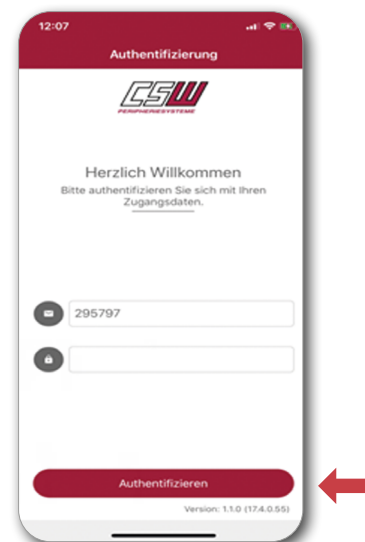 12:07
Authentifizierung
CSW
PERIPHERIESYSTEME
Herzlich Willkommen
Bitte authentifizieren Sie sich mit Ihren
Zugangsdaten.
295797
Authentifizieren
Version: 1.1.0 (17.4.0.55)